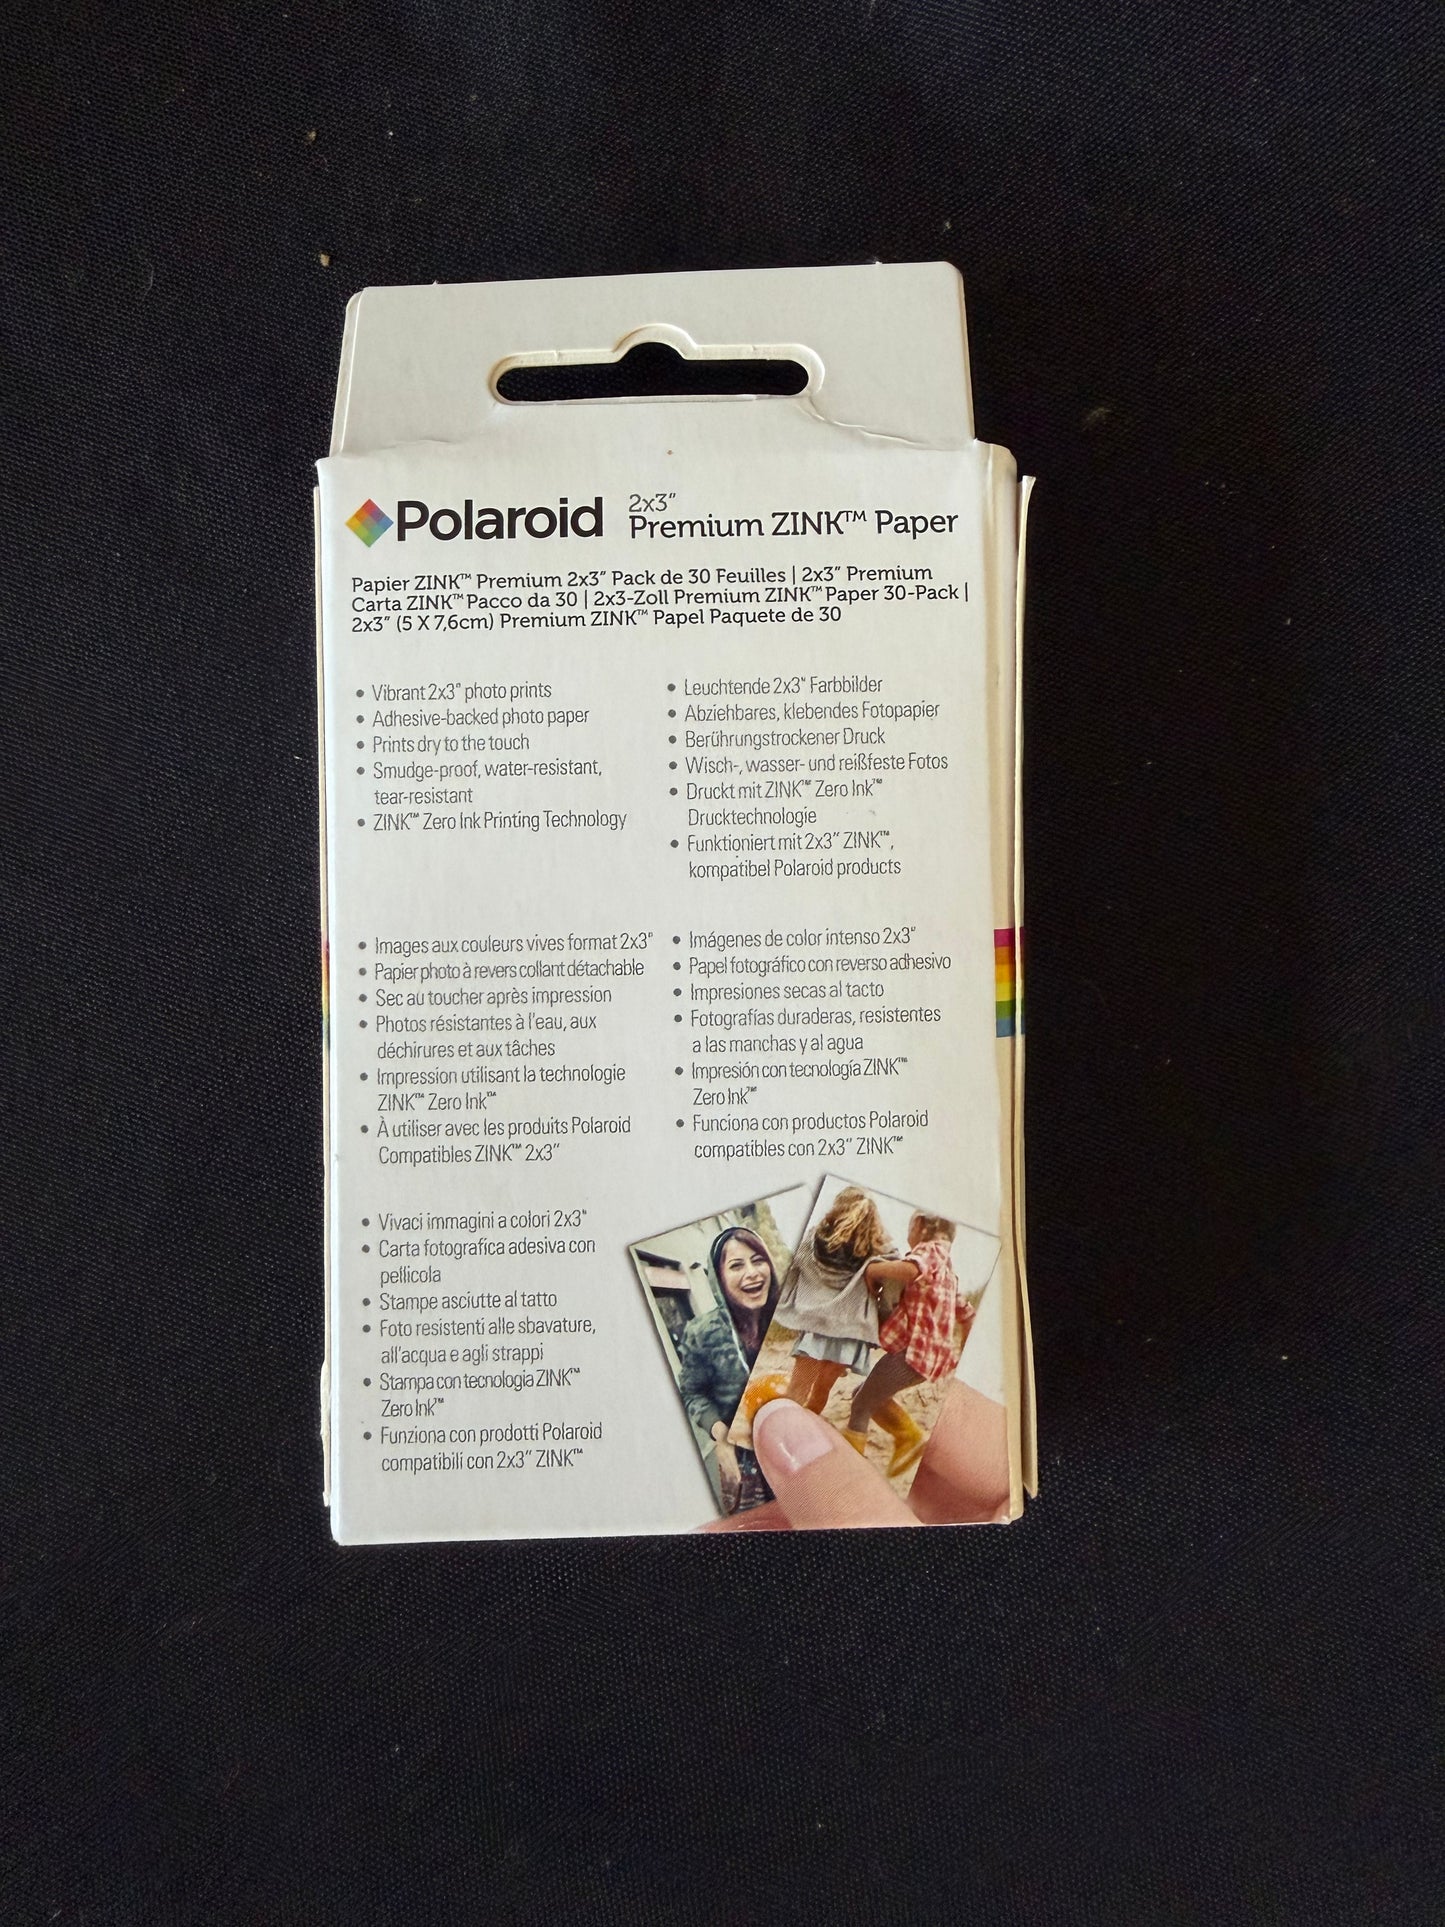 Polaroid
2x3"
Premium ZINK™ Paper
Papier ZINK™ Premium 2x3" Pack de 30 Feuilles | 2x3" Premium
Carta ZINK™ Pacco da 30 | 2x3-Zoll Premium ZINK™ Paper 30-Pack |
2x3" (5 X 7,6cm) Premium ZINK™ Papel Paquete de 30
• Vibrant 2x3" photo prints
• Adhesive-backed photo paper
• Prints dry to the touch
• Smudge-proof, water-resistant,
tear-resistant
• ZINK™ Zero Ink Printing Technology
• Leuchtende 2x3" Farbbilder
• Abziehbares, klebendes Fotopapier
• Berührungstrockener Druck
• Wisch-, wasser- und reißfeste Fotos
• Druckt mit ZINK™ Zero Ink™
Drucktechnologie
• Funktioniert mit 2x3" ZINK™,
kompatibel Polaroid products
• Images aux couleurs vives format 2x3"
• Papier photo à revers collant détachable
• Sec au toucher après impression
• Photos résistantes à l'eau, aux
déchirures et aux tâches
• Impression utilisant la technologie
ZINK™ Zero Ink™
• À utiliser avec les produits Polaroid
Compatibles ZINK™ 2x3"
• Imágenes de color intenso 2x3"
• Papel fotográfico con reverso adhesivo
• Impresiones secas al tacto
• Fotografías duraderas, resistentes
a las manchas y al agua
• Impresión con tecnología ZINK™
Zero Ink™
• Funciona con productos Polaroid
compatibles con 2x3" ZINK™
• Vivaci immagini a colori 2x3"
• Carta fotografica adesiva con
pellicola
• Stampe asciutte al tatto
• Foto resistenti alle sbavature,
all'acqua e agli strappi
• Stampa con tecnologia ZINK™
Zero Ink™
• Funziona con prodotti Polaroid
compatibili con 2x3" ZINK™